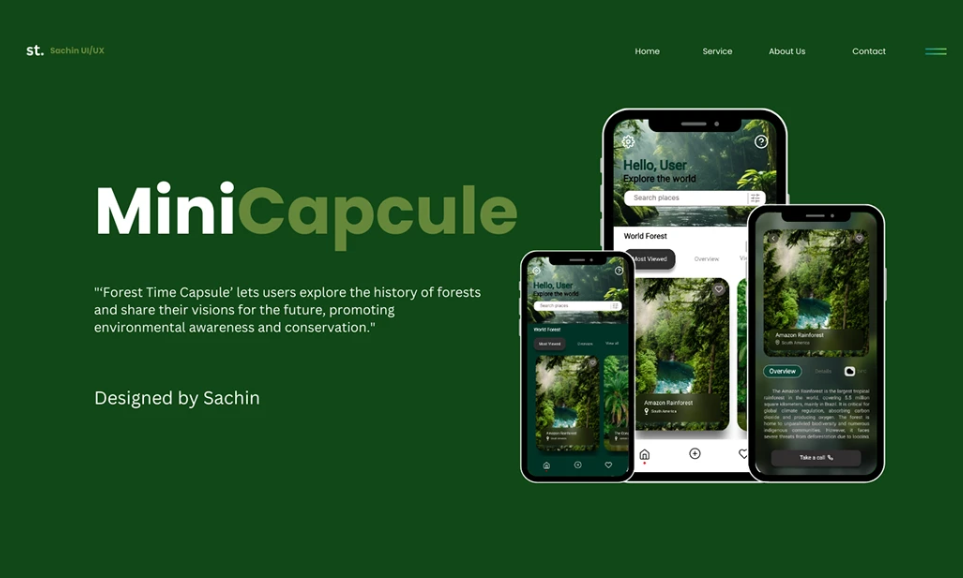 st. Sachin UI/UX
Home Service About Us Contact
MiniCapcule
"‘Forest Time Capsule’ lets users explore the history of forests
and share their visions for the future, promoting
environmental awareness and conservation."
Designed by Sachin
Hello, User
Explore the world
Search places
World Forest
Most Viewed Overview
Amazon Rainforest
South America
Hello, User
Explore the world
Search places
World Forest
Most Viewed View all
Amazon Rainforest
South America
Amazon Rainforest
South America
Overview Details
The Amazon Rainforest is the largest tropical
rainforest in the world, covering 5.5 million
square kilometers, mainly in Brazil. It is critical for
global climate regulation, absorbing carbon
dioxide and producing oxygen. The forest is
home to unparalleled biodiversity and numerous
indigenous communities. However, it faces
severe threats from deforestation due to
Take a call